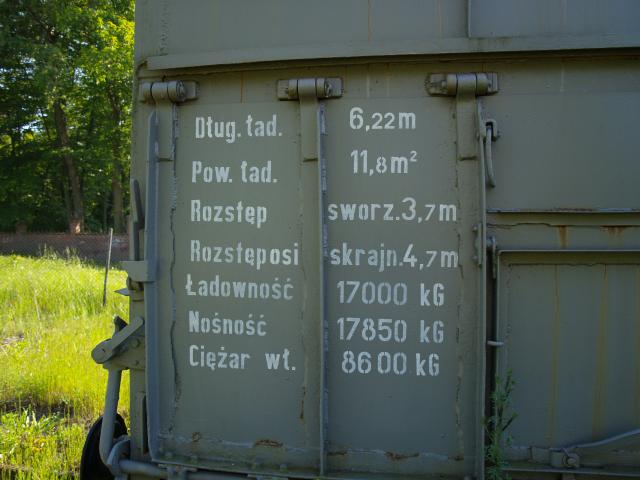 Dług. ład. 6,22m
Pow. ład. 11,8m²
Rozstęp sworz. 3,7m
Rozstęp osi skrajn. 4,7m
Ładowność 17000 kG
Nośność 17850 kG
Ciężar wł. 8600 kG